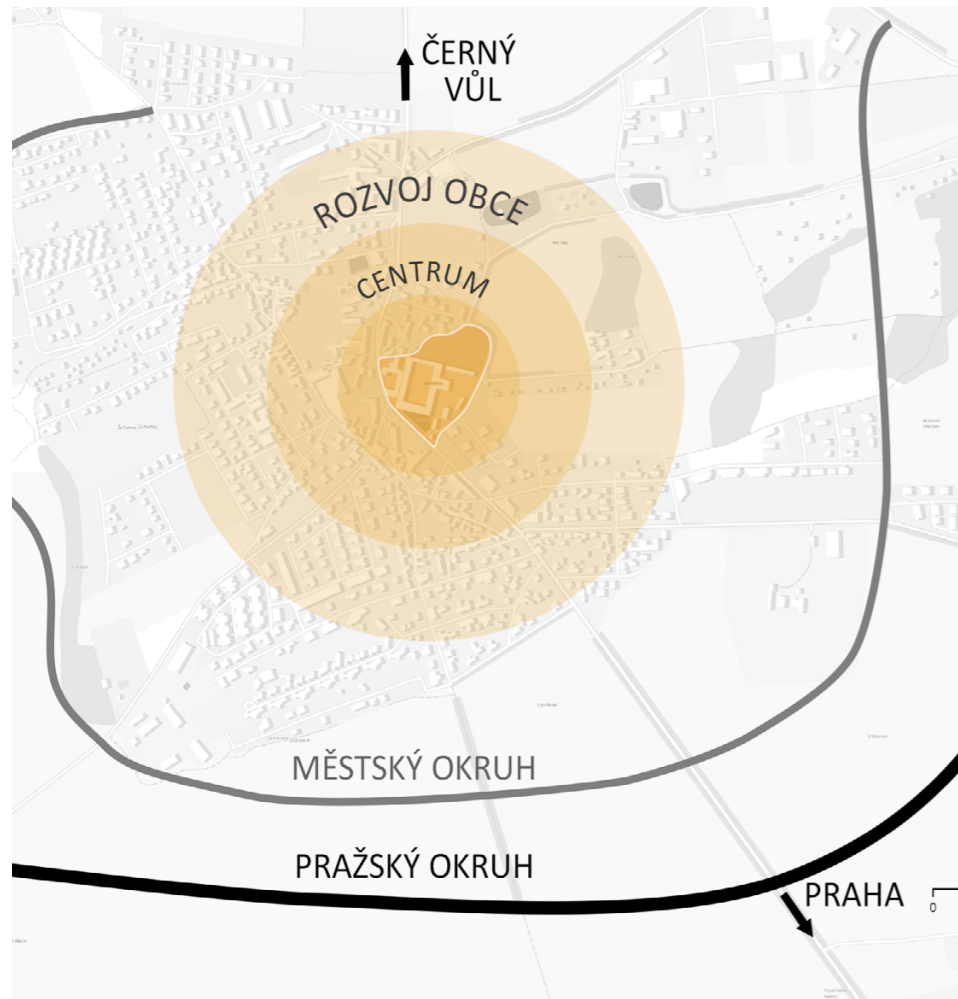 ČERNÝ
VŮL
ROZVOJ OBCE
CENTRUM
MĚSTSKÝ OKRUH
PRAŽSKÝ OKRUH
PRAHA
0